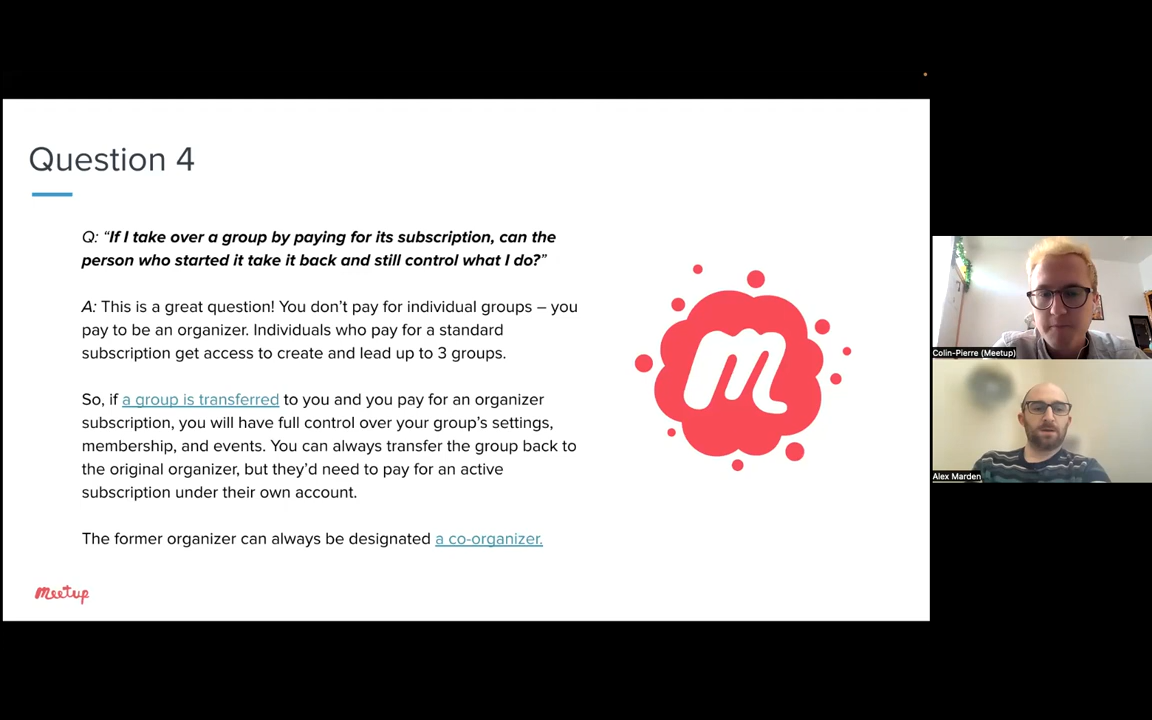 Question 4
Q: “If I take over a group by paying for its subscription, can the
person who started it take it back and still control what I do?”
A: This is a great question! You don’t pay for individual groups – you
pay to be an organizer. Individuals who pay for a standard
subscription get access to create and lead up to 3 groups.
So, if a group is transferred to you and you pay for an organizer
subscription, you will have full control over your group’s settings,
membership, and events. You can always transfer the group back to
the original organizer, but they’d need to pay for an active
subscription under their own account.
The former organizer can always be designated a co-organizer.
meetup
m
Colin-Pierre (Meetup)
Alex Marden